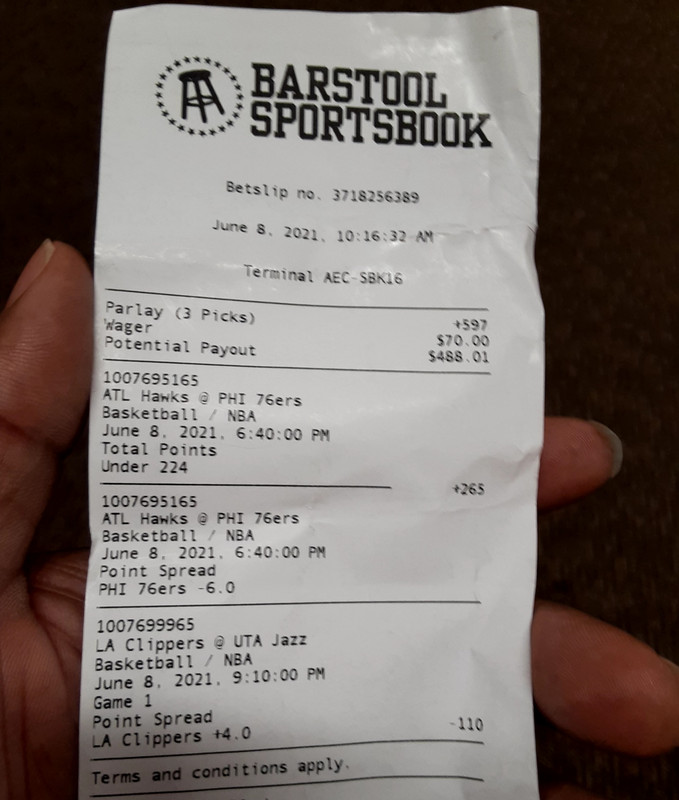 BARSTOOL
SPORTSBOOK
Betslip no. 3718256389
June 8, 2021, 10:16:32 AM
Terminal AEC-SBK16
Parlay (3 Picks) +597
Wager $70.00
Potential Payout $488.01
1007695165
ATL Hawks @ PHI 76ers
Basketball / NBA
June 8, 2021, 6:40:00 PM
Total Points
Under 224
+265
1007695165
ATL Hawks @ PHI 76ers
Basketball / NBA
June 8, 2021, 6:40:00 PM
Point Spread
PHI 76ers -6.0
1007699965
LA Clippers @ UTA Jazz
Basketball / NBA
June 8, 2021, 9:10:00 PM
Game 1
Point Spread
LA Clippers +4.0 -110
Terms and conditions apply.